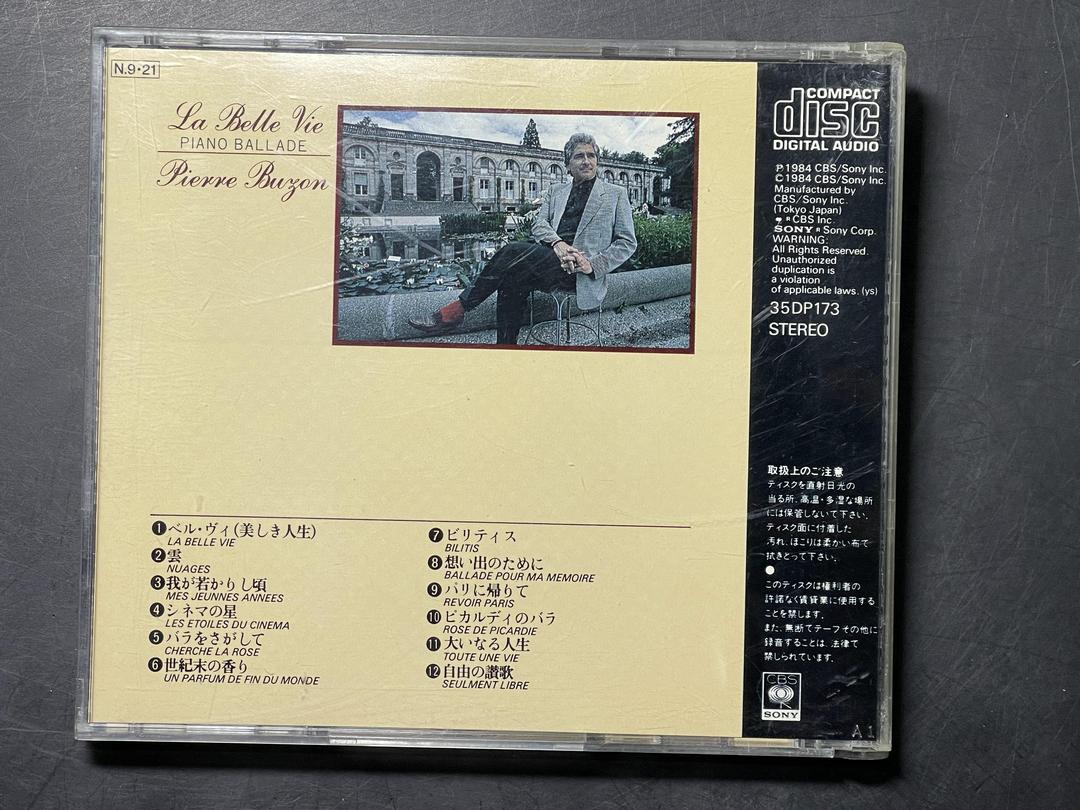 N.9・21
La Belle Vie
PIANO BALLADE
Pierre Buzon
❶ベル・ヴィ(美しき人生)
LA BELLE VIE
❷雲
NUAGES
❸我が若かりし頃
MES JEUNNES ANNEES
❹シネマの星
LES ETOILES DU CINEMA
❺バラをさがして
CHERCHE LA ROSE
❻世紀末の香り
UN PARFUM DE FIN DU MONDE
❼ビリティス
BILITIS
❽想い出のために
BALLADE POUR MA MEMOIRE
❾パリに帰りて
REVOIR PARIS
❿ピカルディのバラ
ROSE DE PICARDIE
⓫大いなる人生
TOUTE UNE VIE
⓬自由の讃歌
SEULMENT LIBRE
COMPACT
disc
DIGITAL AUDIO
℗1984 CBS/Sony Inc.
©1984 CBS/Sony Inc.
Manufactured by
CBS/Sony Inc.
(Tokyo Japan)
® CBS Inc.
SONY ® Sony Corp.
WARNING:
All Rights Reserved.
Unauthorized
duplication is
a violation
of applicable laws. (ys)
35DP173
STEREO
取扱上のご注意
ディスクを直射日光の
当る所、高温・多湿な場所
には保管しないで下さい。
ディスク面に付着した
汚れ、ほこりは柔かい布で
拭きとって下さい。
●
このディスクは権利者の
許諾なく賃貸業に使用する
ことを禁じます。
また、無断でテープその他に
録音することは、法律で
禁じられています。
CBS
SONY
A1